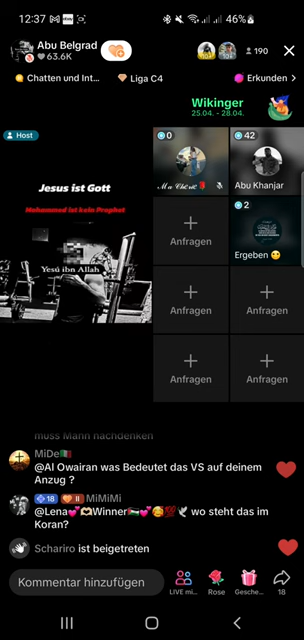 12:37
46%
Abu Belgrad
63.6K
190
Chatten und Int...
Liga C4
Erkunden >
Wikinger
25.04. - 28.04.
Host
Jesus ist Gott
Mohammed ist kein Prophet
Yesú ibn Allah
0
42
Abu Khanjar
2
Ergeben
Anfragen
Anfragen
Anfragen
Anfragen
Anfragen
muss Mann nachdenken
MiDe
@Al Owairan was Bedeutet das VS auf deinem
Anzug ?
18 II MiMiMi
@Lena💕🫶Winner🇵🇸💕🥰💯🕊 wo steht das im
Koran?
Schariro ist beigetreten
Kommentar hinzufügen
LIVE mi...
Rose
Gesche...
18